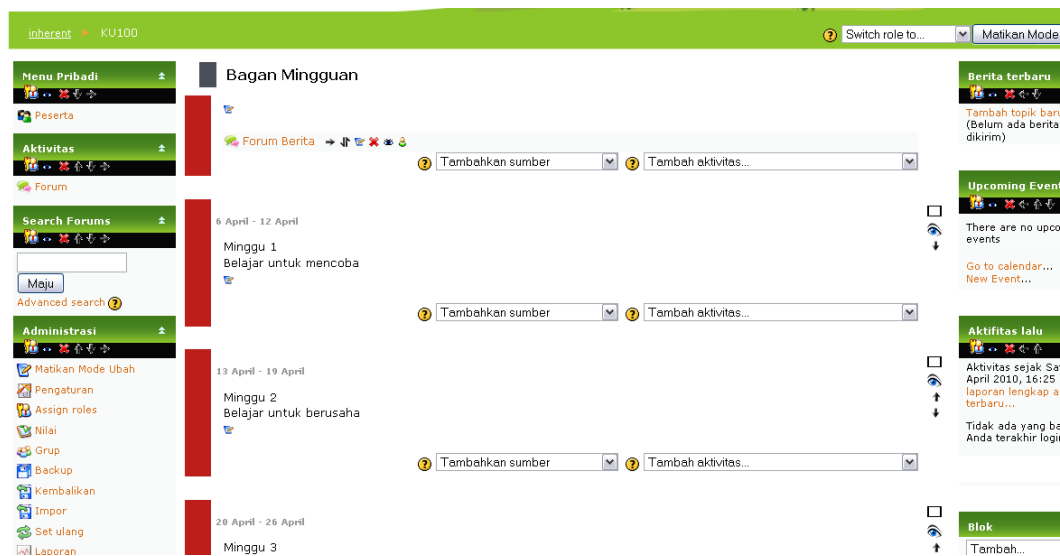 inherent ► KU100
Switch role to...
Matikan Mode
Menu Pribadi
Peserta
Aktivitas
Forum
Search Forums
Maju
Advanced search
Administrasi
Matikan Mode Ubah
Pengaturan
Assign roles
Nilai
Grup
Backup
Kembalikan
Impor
Set ulang
Laporan
Bagan Mingguan
Forum Berita
Tambahkan sumber
Tambah aktivitas...
6 April - 12 April
Minggu 1
Belajar untuk mencoba
Tambahkan sumber
Tambah aktivitas...
13 April - 19 April
Minggu 2
Belajar untuk berusaha
Tambahkan sumber
Tambah aktivitas...
20 April - 26 April
Minggu 3
Berita terbaru
Tambah topik baru
(Belum ada berita
dikirim)
Upcoming Event
There are no upco
events
Go to calendar...
New Event...
Aktifitas lalu
Aktivitas sejak Sa
April 2010, 16:25
laporan lengkap a
terbaru...
Tidak ada yang ba
Anda terakhir logi
Blok
Tambah...